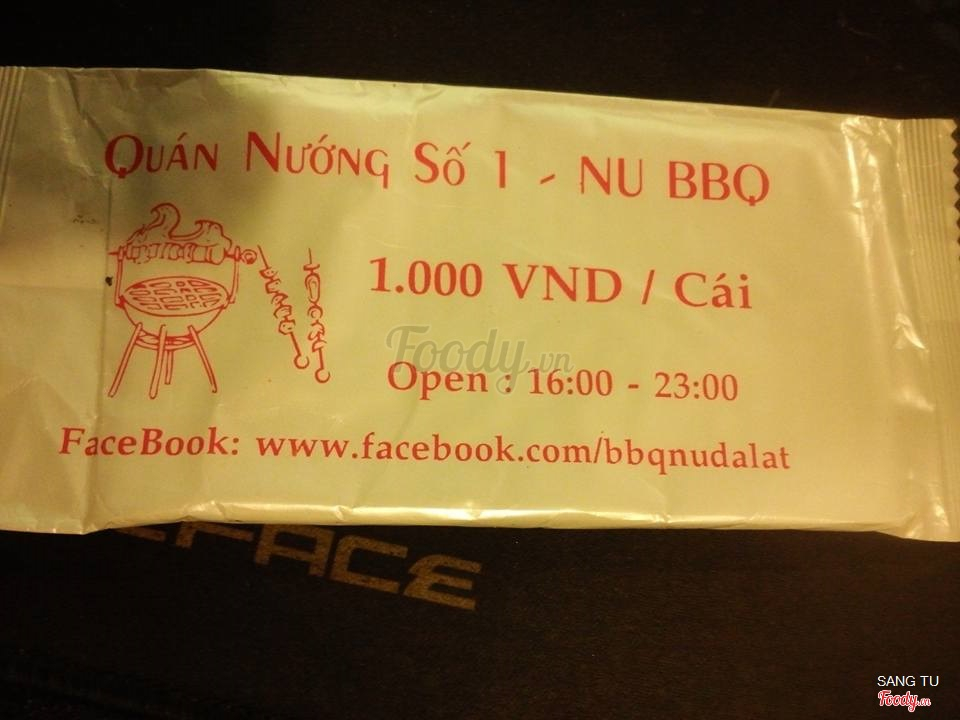 QUÁN NƯỚNG SỐ 1 - NU BBQ
1.000 VND / Cái
Foody.vn
Open : 16:00 - 23:00
FaceBook: www.facebook.com/bbqnudalat
FACE
SANG TU
Foody.vn